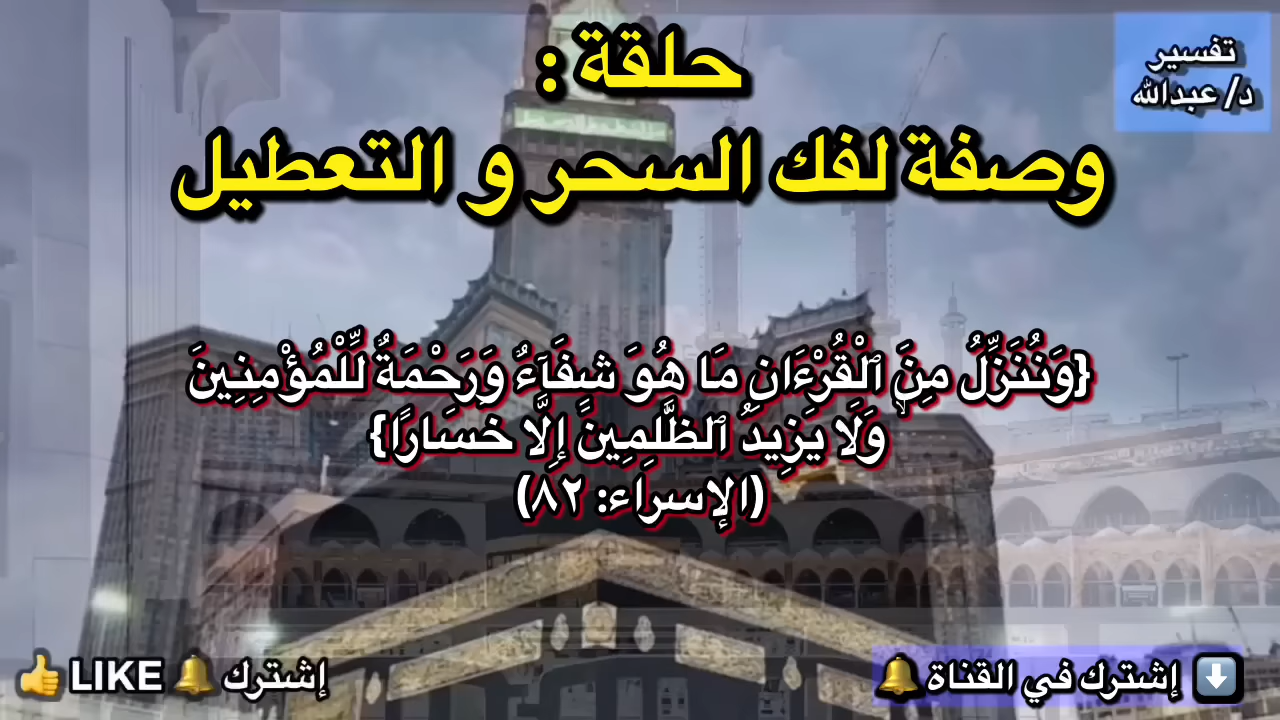 حلقة :
تفسير
د/ عبدالله
وصفة لفك السحر و التعطيل
{وَنُنَزِّلُ مِنَ ٱلْقُرْءَانِ مَا هُوَ شِفَآءٌ وَرَحْمَةٌ لِّلْمُؤْمِنِينَ
وَلَا يَزِيدُ ٱلظَّٰلِمِينَ إِلَّا خَسَارًا}
(الإسراء: ٨٢)
👍LIKE🔔إشترك
🔔إشترك في القناة ⬇️